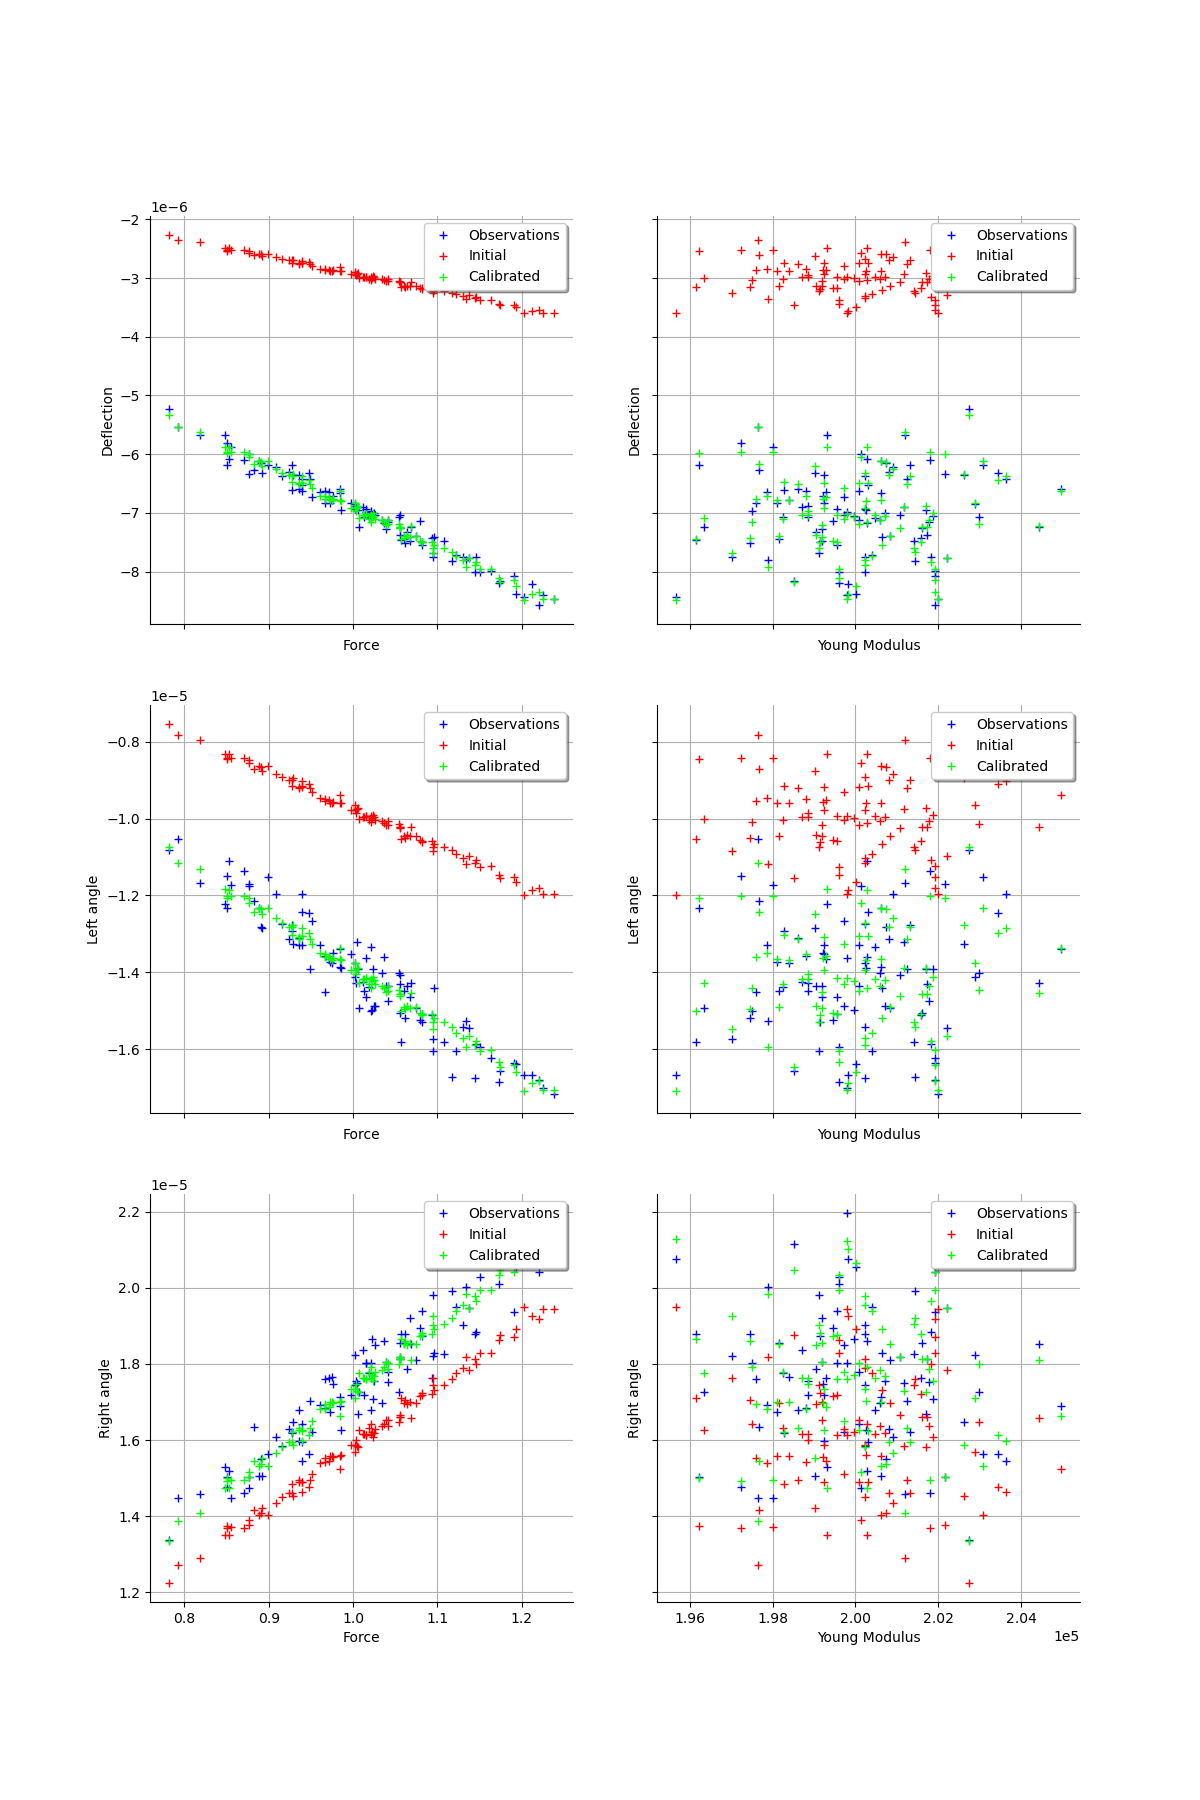 1e−6
−2
−3
−4
−5
−6
−7
−8
Deflection
Force
Observations
Initial
Calibrated
Deflection
Young Modulus
Observations
Initial
Calibrated
1e−5
−0.8
−1.0
−1.2
−1.4
−1.6
Left angle
Force
Observations
Initial
Calibrated
Left angle
Young Modulus
Observations
Initial
Calibrated
1e−5
2.2
2.0
1.8
1.6
1.4
1.2
Right angle
0.8 0.9 1.0 1.1 1.2
Force
Observations
Initial
Calibrated
Right angle
1.96 1.98 2.00 2.02 2.04
1e5
Young Modulus
Observations
Initial
Calibrated